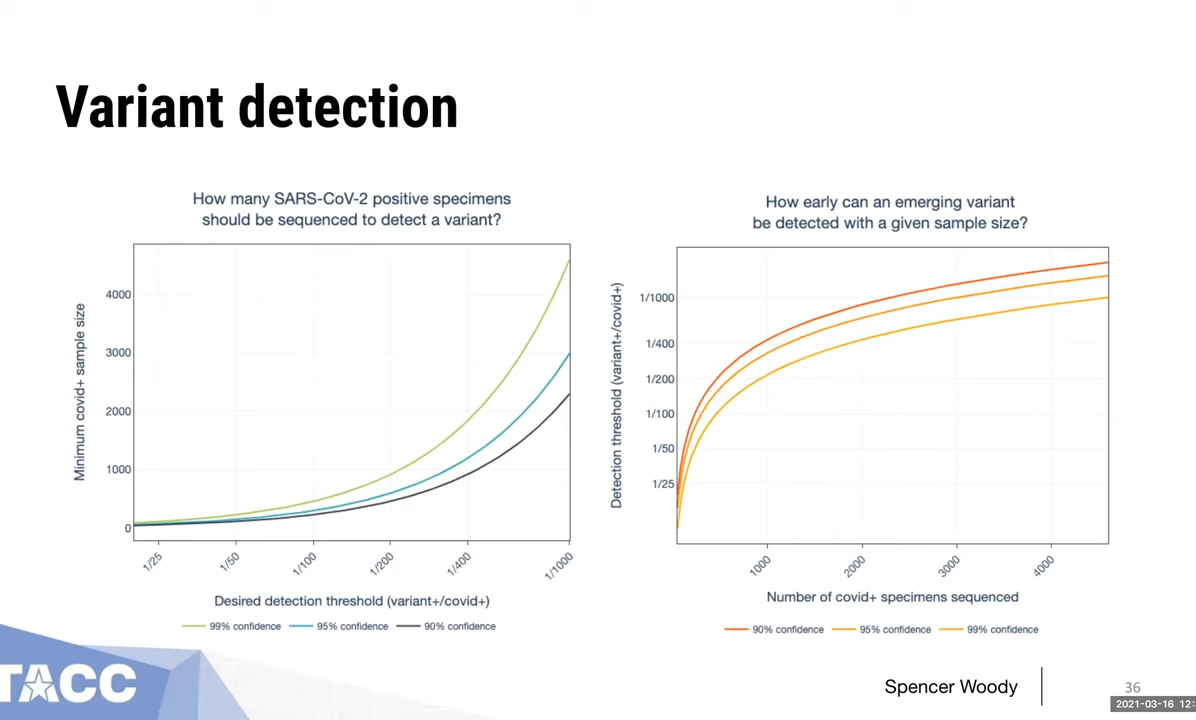 Variant detection
How many SARS-CoV-2 positive specimens
should be sequenced to detect a variant?
Minimum covid+ sample size
4000
3000
2000
1000
0
1/25
1/50
1/100
1/200
1/400
1/1000
Desired detection threshold (variant+/covid+)
99% confidence
95% confidence
90% confidence
How early can an emerging variant
be detected with a given sample size?
Detection threshold (variant+/covid+)
1/1000
1/400
1/200
1/100
1/50
1/25
1000
2000
3000
4000
Number of covid+ specimens sequenced
90% confidence
95% confidence
99% confidence
TACC
Spencer Woody
36
2021-03-16 12: